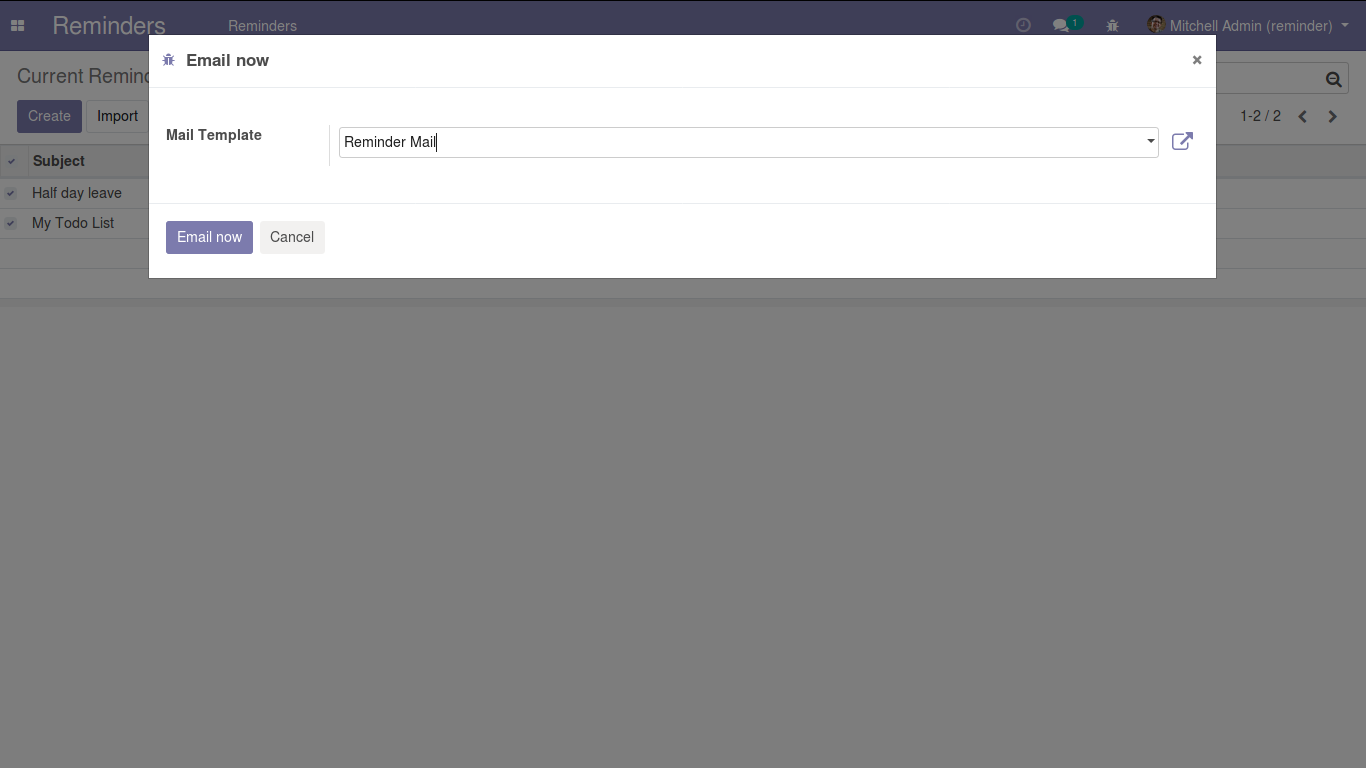 Reminders
Reminders
1
Mitchell Admin (reminder)
Current Remind
Create
Import
1-2 / 2
Subject
Half day leave
My Todo List
Email now
Mail Template
Reminder Mail
Email now
Cancel